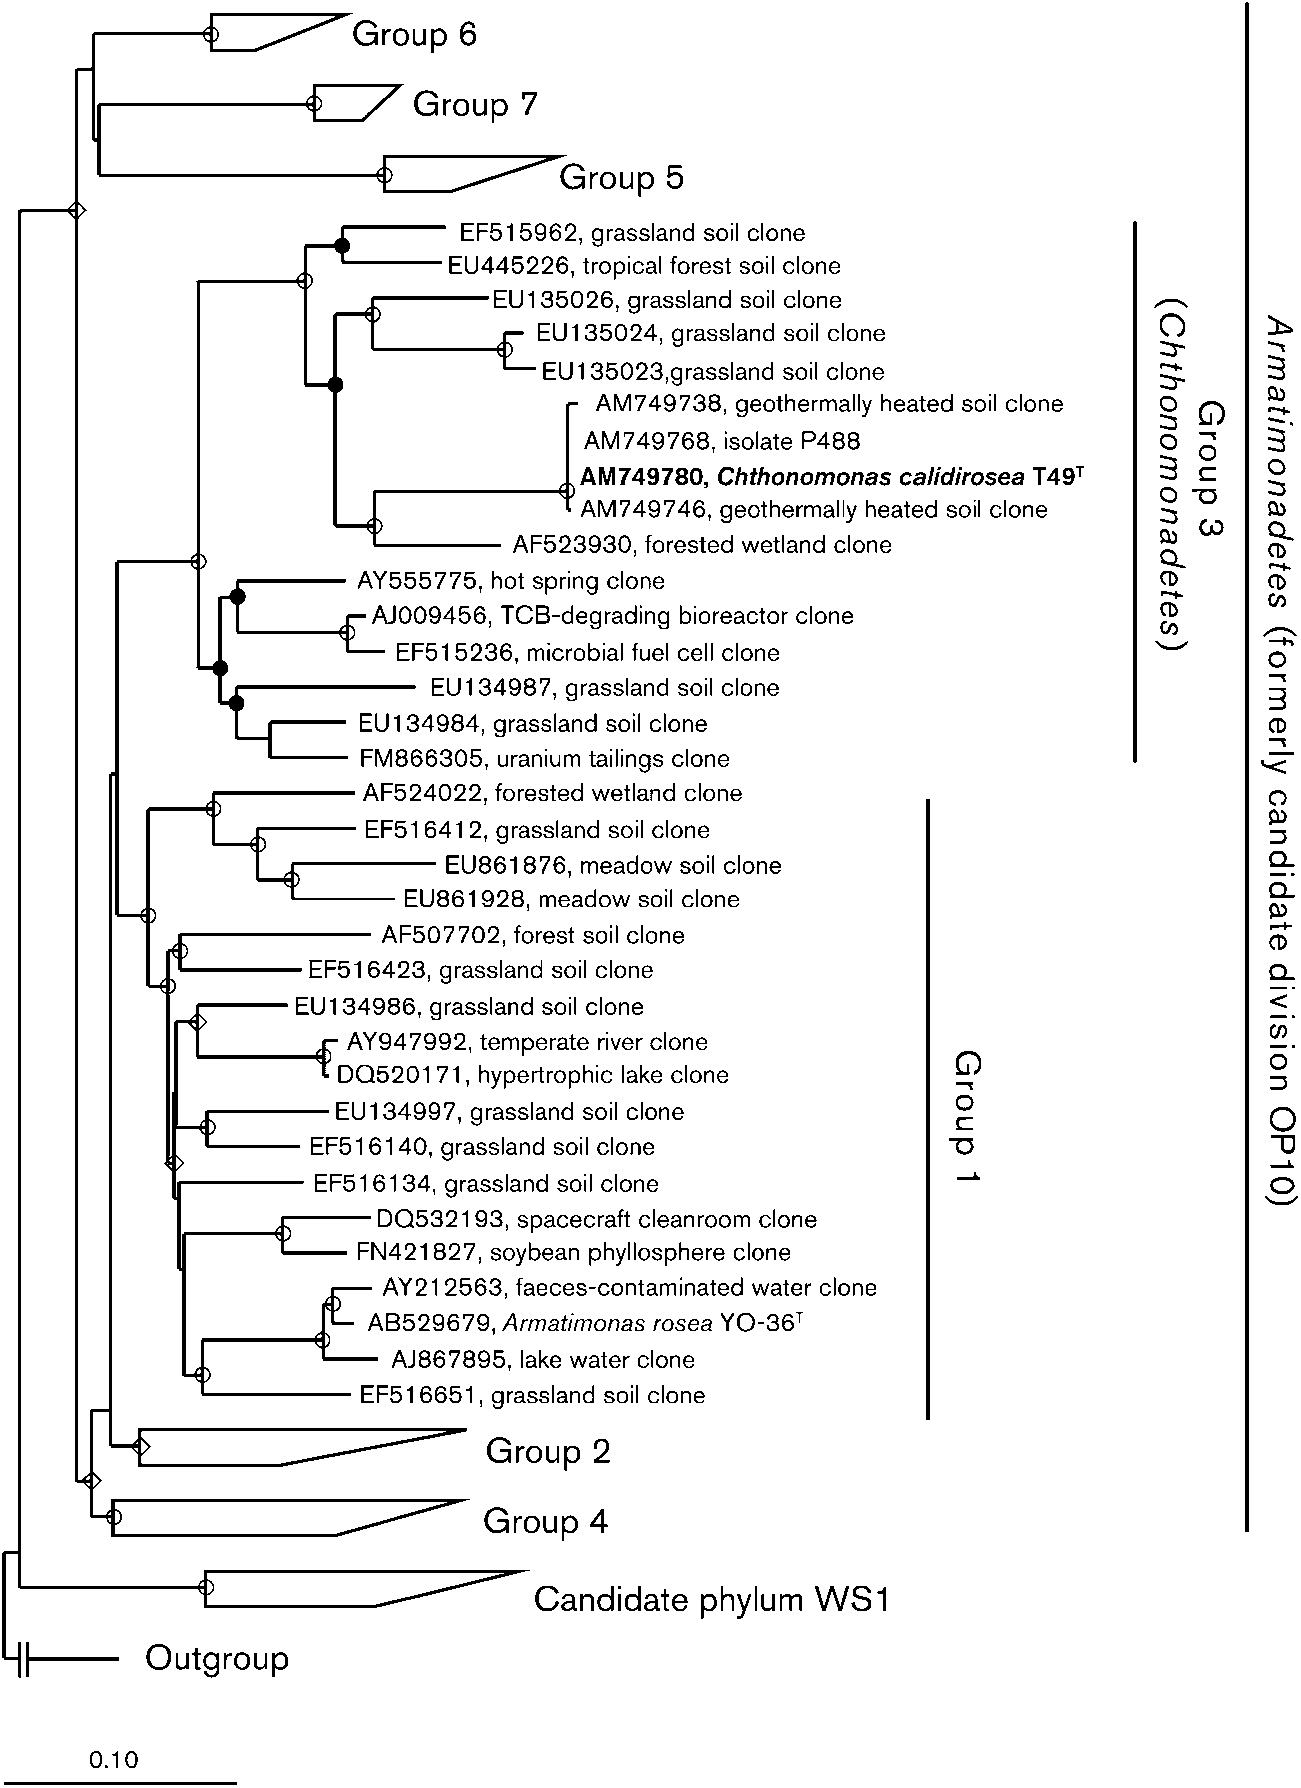 Group 6
Group 7
Group 5
EF515962, grassland soil clone
EU445226, tropical forest soil clone
EU135026, grassland soil clone
EU135024, grassland soil clone
EU135023,grassland soil clone
AM749738, geothermally heated soil clone
AM749768, isolate P488
AM749780, Chthonomonas calidirosea T49ᵀ
AM749746, geothermally heated soil clone
AF523930, forested wetland clone
AY555775, hot spring clone
AJ009456, TCB-degrading bioreactor clone
EF515236, microbial fuel cell clone
EU134987, grassland soil clone
EU134984, grassland soil clone
FM866305, uranium tailings clone
Group 3
(Chthonomonadetes)
AF524022, forested wetland clone
EF516412, grassland soil clone
EU861876, meadow soil clone
EU861928, meadow soil clone
AF507702, forest soil clone
EF516423, grassland soil clone
EU134986, grassland soil clone
AY947992, temperate river clone
DQ520171, hypertrophic lake clone
EU134997, grassland soil clone
EF516140, grassland soil clone
EF516134, grassland soil clone
DQ532193, spacecraft cleanroom clone
FN421827, soybean phyllosphere clone
AY212563, faeces-contaminated water clone
AB529679, Armatimonas rosea YO-36ᵀ
AJ867895, lake water clone
EF516651, grassland soil clone
Group 1
Group 2
Group 4
Armatimonadetes (formerly candidate division OP10)
Candidate phylum WS1
Outgroup
0.10